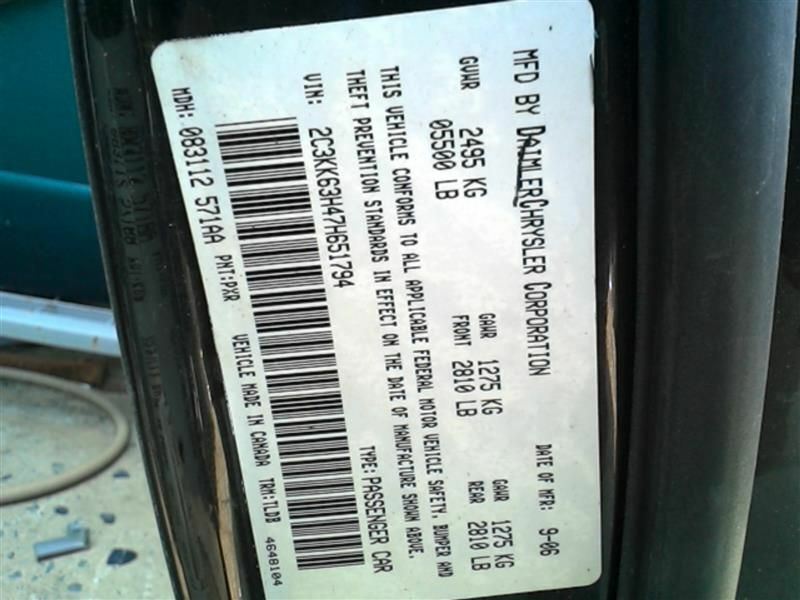 MFD BY DAIMLERCHRYSLER CORPORATION DATE OF MFR: 9-06
GVWR 2495 KG GAWR 1275 KG GAWR 1275 KG
05500 LB FRONT 2810 LB REAR 2810 LB
THIS VEHICLE CONFORMS TO ALL APPLICABLE FEDERAL MOTOR VEHICLE SAFETY, BUMPER AND
THEFT PREVENTION STANDARDS IN EFFECT ON THE DATE OF MANUFACTURE SHOWN ABOVE.
VIN: 2C3KK63H47H651794 TYPE: PASSENGER CAR
MDH: 083112 571AA PNT:PXR VEHICLE MADE IN CANADA TRM:TLDB
4648104